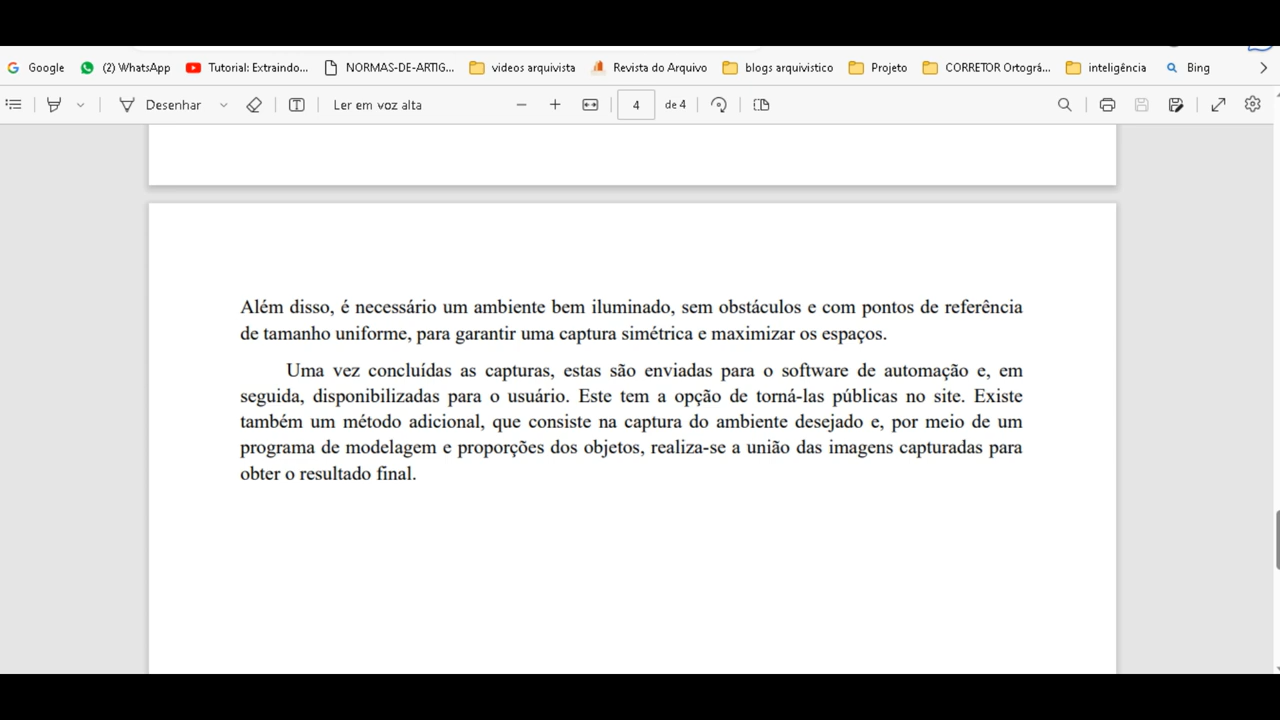 Google (2) WhatsApp Tutorial: Extraindo... NORMAS-DE-ARTIG... videos arquivista Revista do Arquivo blogs arquivistico Projeto CORRETOR Ortográ... inteligência Bing
Desenhar Ler em voz alta 4 de 4
Além disso, é necessário um ambiente bem iluminado, sem obstáculos e com pontos de referência
de tamanho uniforme, para garantir uma captura simétrica e maximizar os espaços.
Uma vez concluídas as capturas, estas são enviadas para o software de automação e, em
seguida, disponibilizadas para o usuário. Este tem a opção de torná-las públicas no site. Existe
também um método adicional, que consiste na captura do ambiente desejado e, por meio de um
programa de modelagem e proporções dos objetos, realiza-se a união das imagens capturadas para
obter o resultado final.